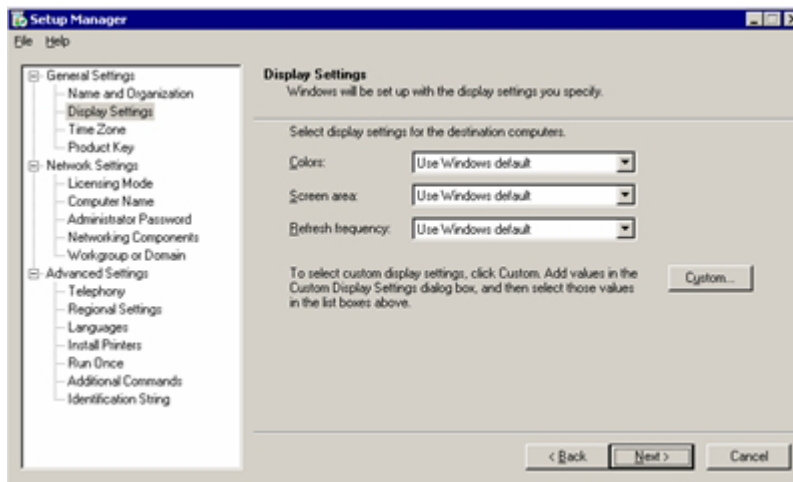 Setup Manager
File Help
General Settings
Name and Organization
Display Settings
Time Zone
Product Key
Network Settings
Licensing Mode
Computer Name
Administrator Password
Networking Components
Workgroup or Domain
Advanced Settings
Telephony
Regional Settings
Languages
Install Printers
Run Once
Additional Commands
Identification String
Display Settings
Windows will be set up with the display settings you specify.
Select display settings for the destination computers.
Colors: Use Windows default
Screen area: Use Windows default
Refresh frequency: Use Windows default
To select custom display settings, click Custom. Add values in the
Custom Display Settings dialog box, and then select those values
in the list boxes above.
Custom...
< Back Next > Cancel